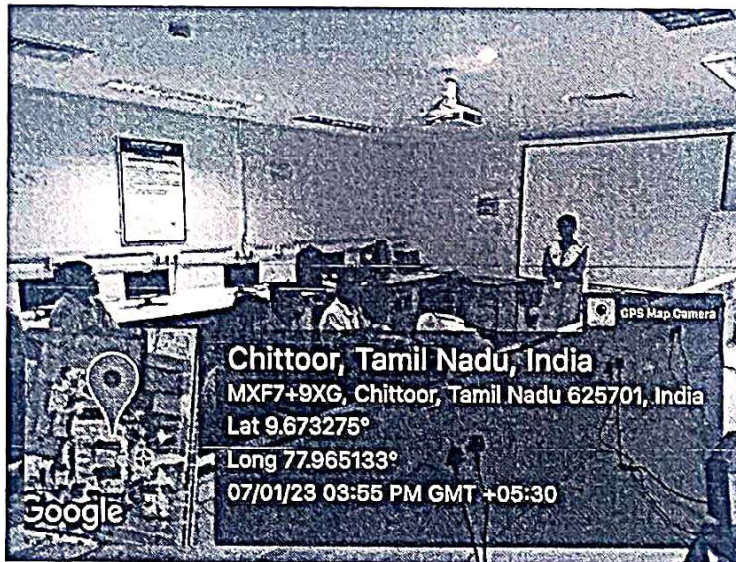 GPS Map Camera
Chittoor, Tamil Nadu, India
MXF7+9XG, Chittoor, Tamil Nadu 625701, India
Lat 9.673275°
Long 77.965133°
07/01/23 03:55 PM GMT +05:30
Google